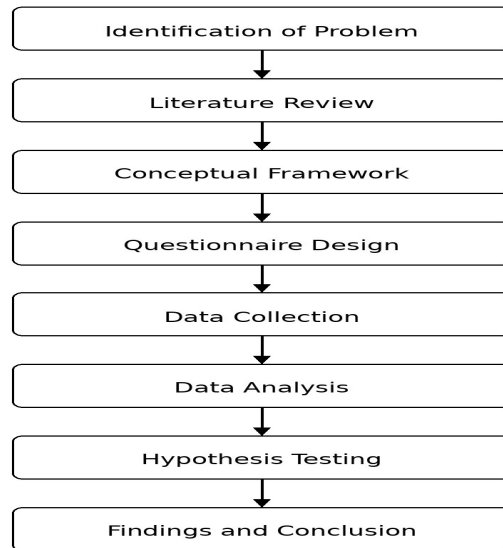 Identification of Problem
Literature Review
Conceptual Framework
Questionnaire Design
Data Collection
Data Analysis
Hypothesis Testing
Findings and Conclusion